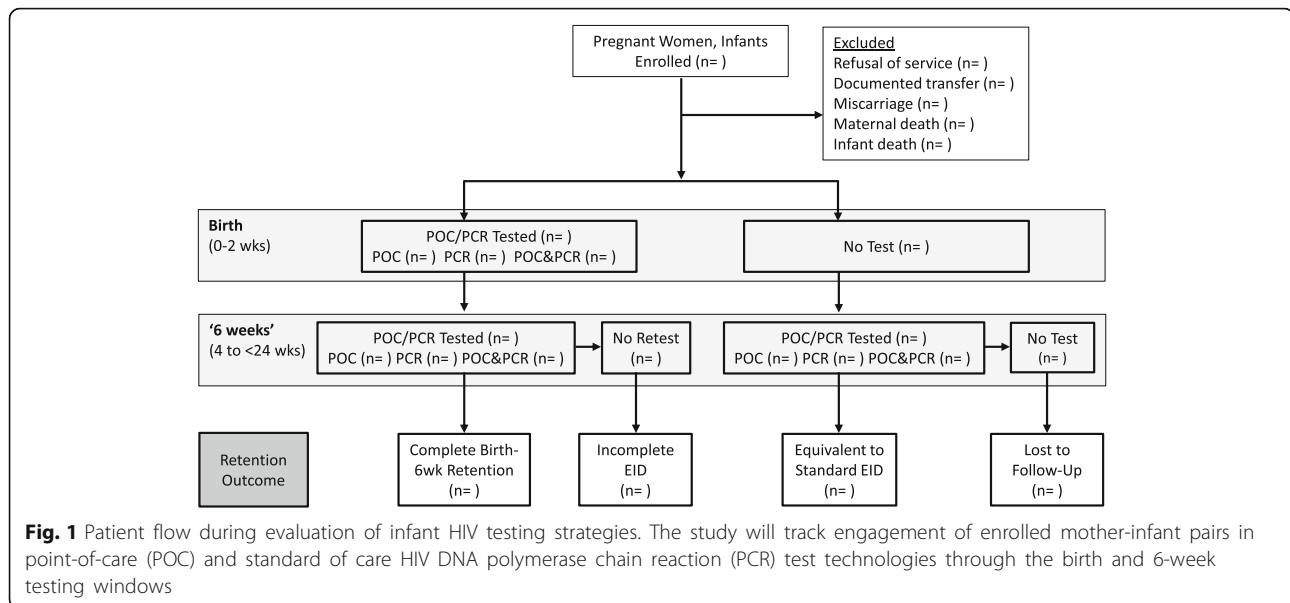 Pregnant Women, Infants
Enrolled (n= )
Excluded
Refusal of service (n= )
Documented transfer (n= )
Miscarriage (n= )
Maternal death (n= )
Infant death (n= )
Birth
(0-2 wks)
POC/PCR Tested (n= )
POC (n= ) PCR (n= ) POC&PCR (n= )
No Test (n= )
‘6 weeks’
(4 to <24 wks)
POC/PCR Tested (n= )
POC (n= ) PCR (n= ) POC&PCR (n= )
No Retest
(n= )
POC/PCR Tested (n= )
POC (n= ) PCR (n= ) POC&PCR (n= )
No Test
(n= )
Retention
Outcome
Complete Birth-
6wk Retention
(n= )
Incomplete
EID
(n= )
Equivalent to
Standard EID
(n= )
Lost to
Follow-Up
(n= )
Fig. 1 Patient flow during evaluation of infant HIV testing strategies. The study will track engagement of enrolled mother-infant pairs in
point-of-care (POC) and standard of care HIV DNA polymerase chain reaction (PCR) test technologies through the birth and 6-week
testing windows